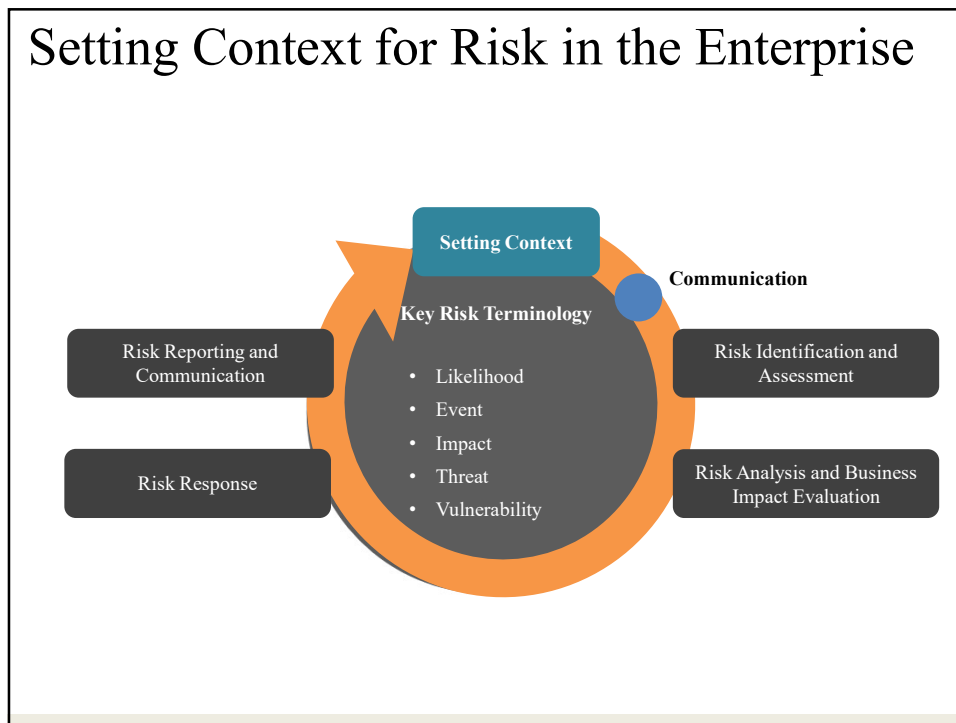 Setting Context for Risk in the Enterprise
Setting Context
Communication
Key Risk Terminology
Risk Reporting and
Communication
Risk Identification and
Assessment
• Likelihood
• Event
• Impact
• Threat
• Vulnerability
Risk Response
Risk Analysis and Business
Impact Evaluation